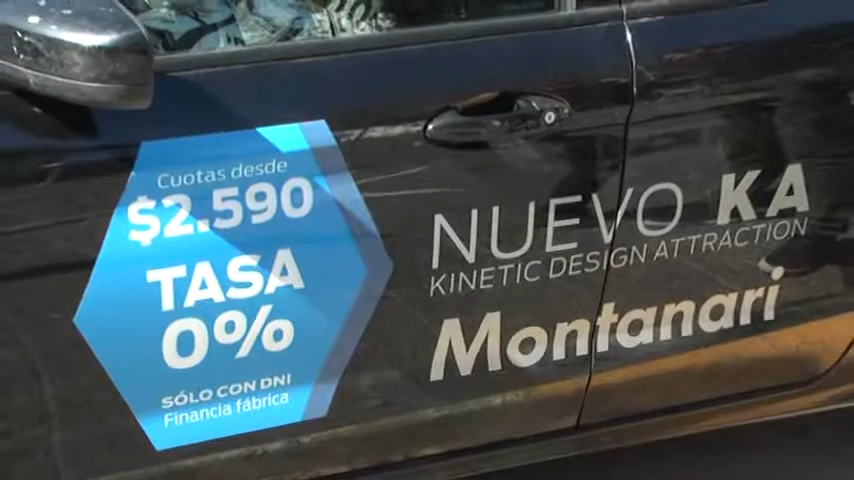 Cuotas desde
$2.590
TASA
0%
SÓLO CON DNI
Financia fábrica
NUEVO KA
KINETIC DESIGN ATTRACTION
Montanari